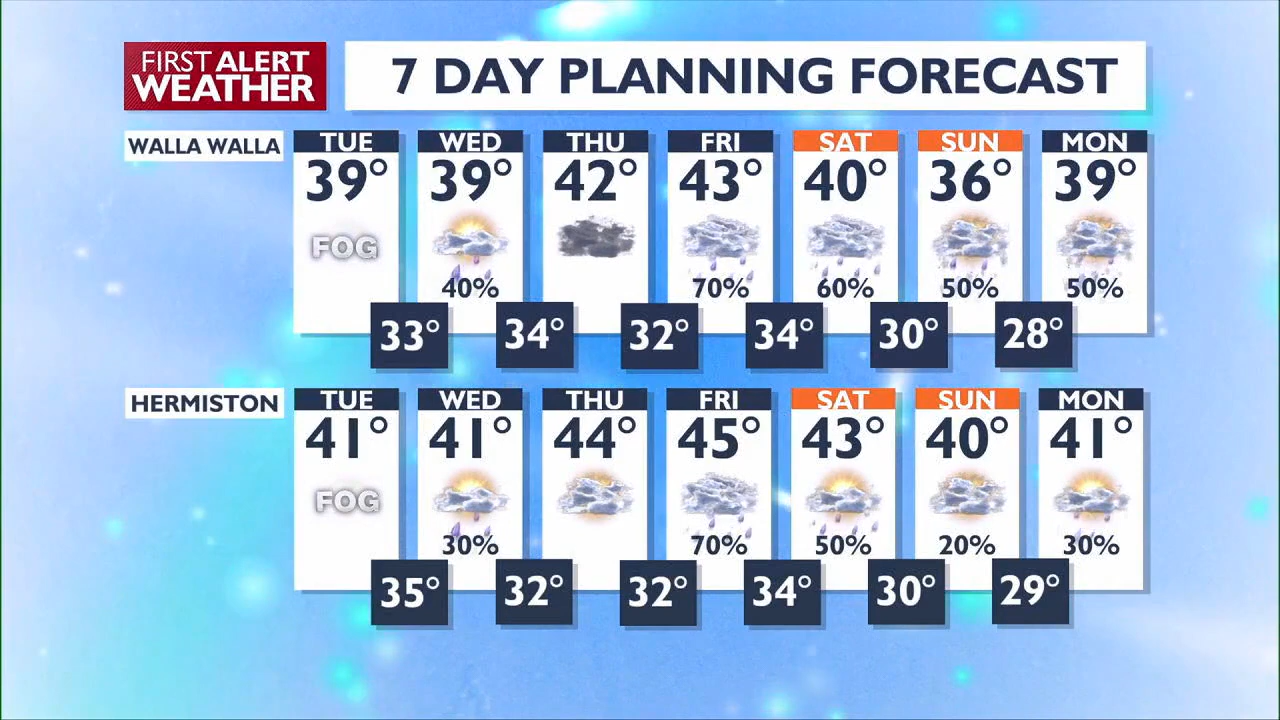 FIRST ALERT
WEATHER
7 DAY PLANNING FORECAST
WALLA WALLA
TUE WED THU FRI SAT SUN MON
39° 39° 42° 43° 40° 36° 39°
FOG
40% 70% 60% 50% 50%
33° 34° 32° 34° 30° 28°
HERMISTON
TUE WED THU FRI SAT SUN MON
41° 41° 44° 45° 43° 40° 41°
FOG
30% 70% 50% 20% 30%
35° 32° 32° 34° 30° 29°